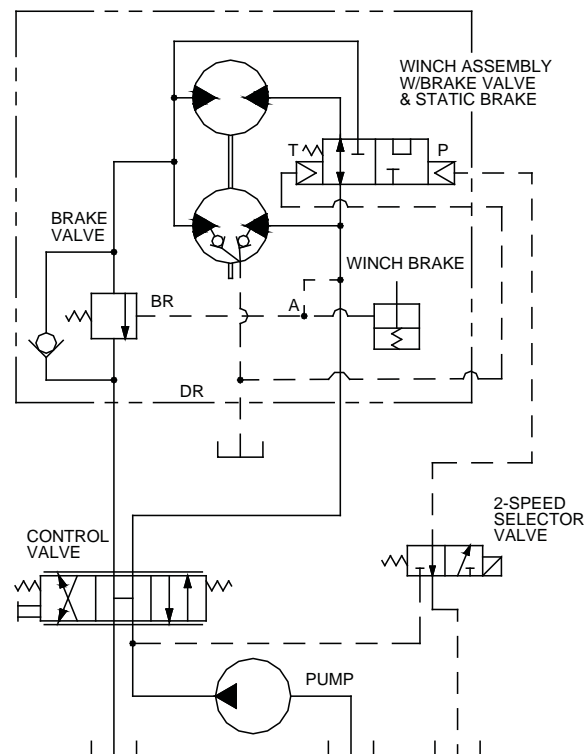 WINCH ASSEMBLY
W/BRAKE VALVE
& STATIC BRAKE
T
P
BRAKE
VALVE
WINCH BRAKE
BR
A
DR
2-SPEED
SELECTOR
VALVE
CONTROL
VALVE
PUMP